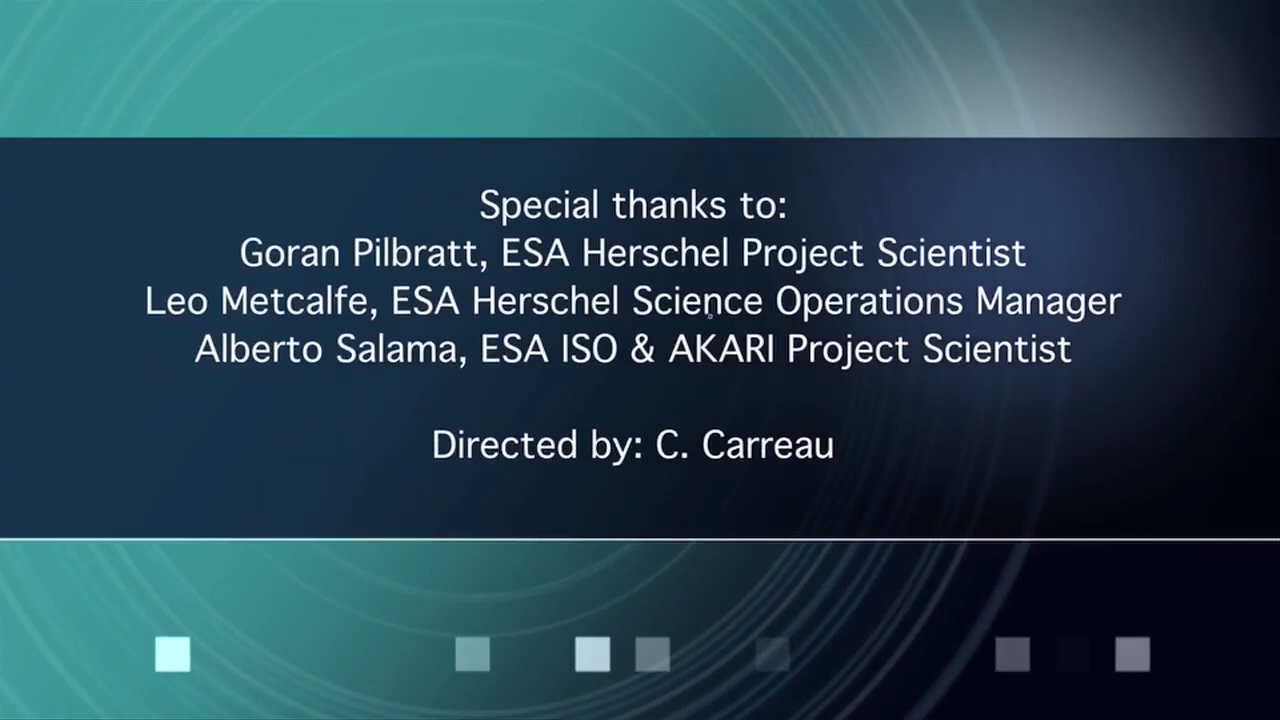 Special thanks to:
Goran Pilbratt, ESA Herschel Project Scientist
Leo Metcalfe, ESA Herschel Science Operations Manager
Alberto Salama, ESA ISO & AKARI Project Scientist
Directed by: C. Carreau